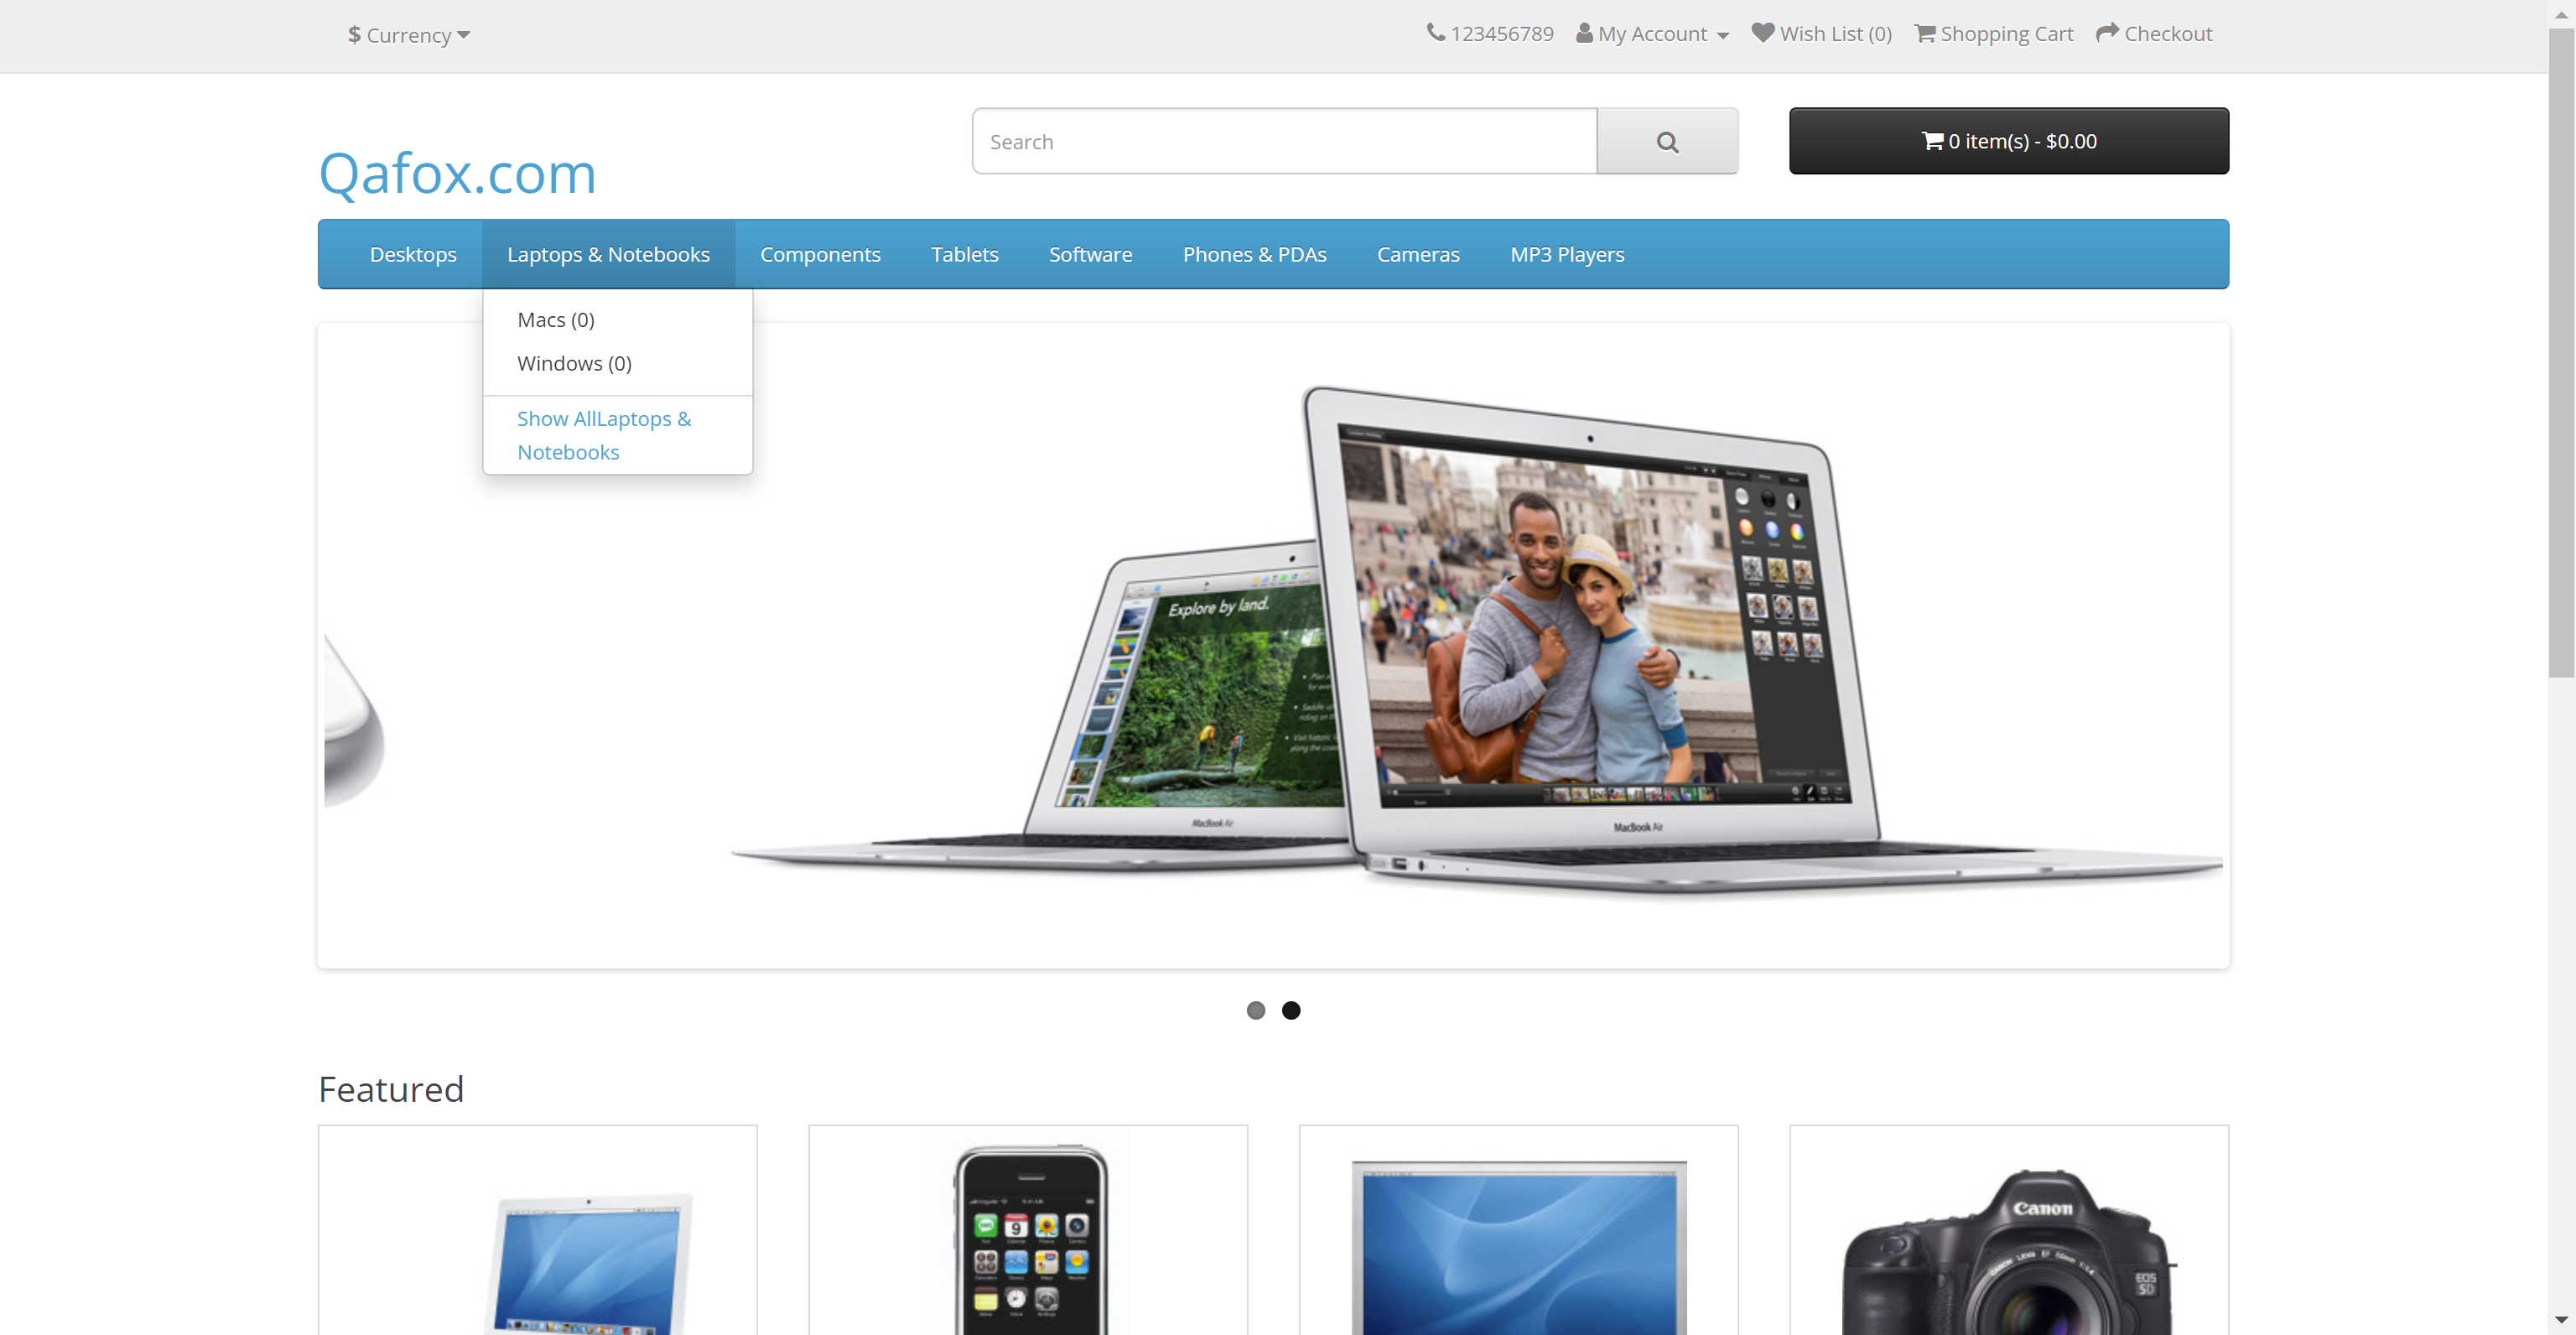 $ Currency
123456789 My Account Wish List (0) Shopping Cart Checkout
Qafox.com
Search
0 item(s) - $0.00
Desktops Laptops & Notebooks Components Tablets Software Phones & PDAs Cameras MP3 Players
Macs (0)
Windows (0)
Show AllLaptops &
Notebooks
Explore by land.
MacBook Air
MacBook Air
Featured
Canon
EOS
5D